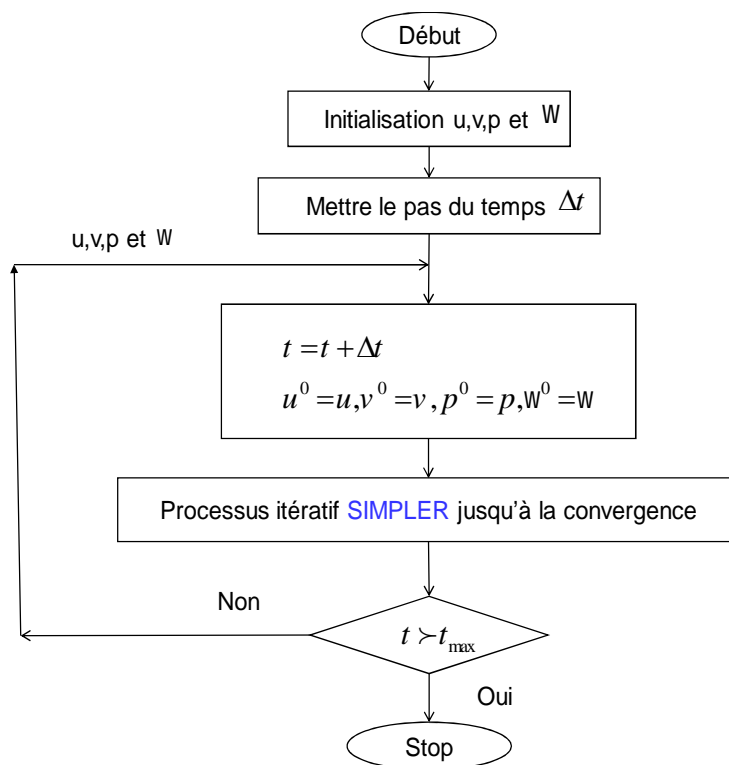 Début
Initialisation u,v,p et W
Mettre le pas du temps Δt
u,v,p et W
t = t + Δt
u⁰ = u, v⁰ = v, p⁰ = p, W⁰ = W
Processus itératif SIMPLER jusqu'à la convergence
Non
t ≻ t_max
Oui
Stop